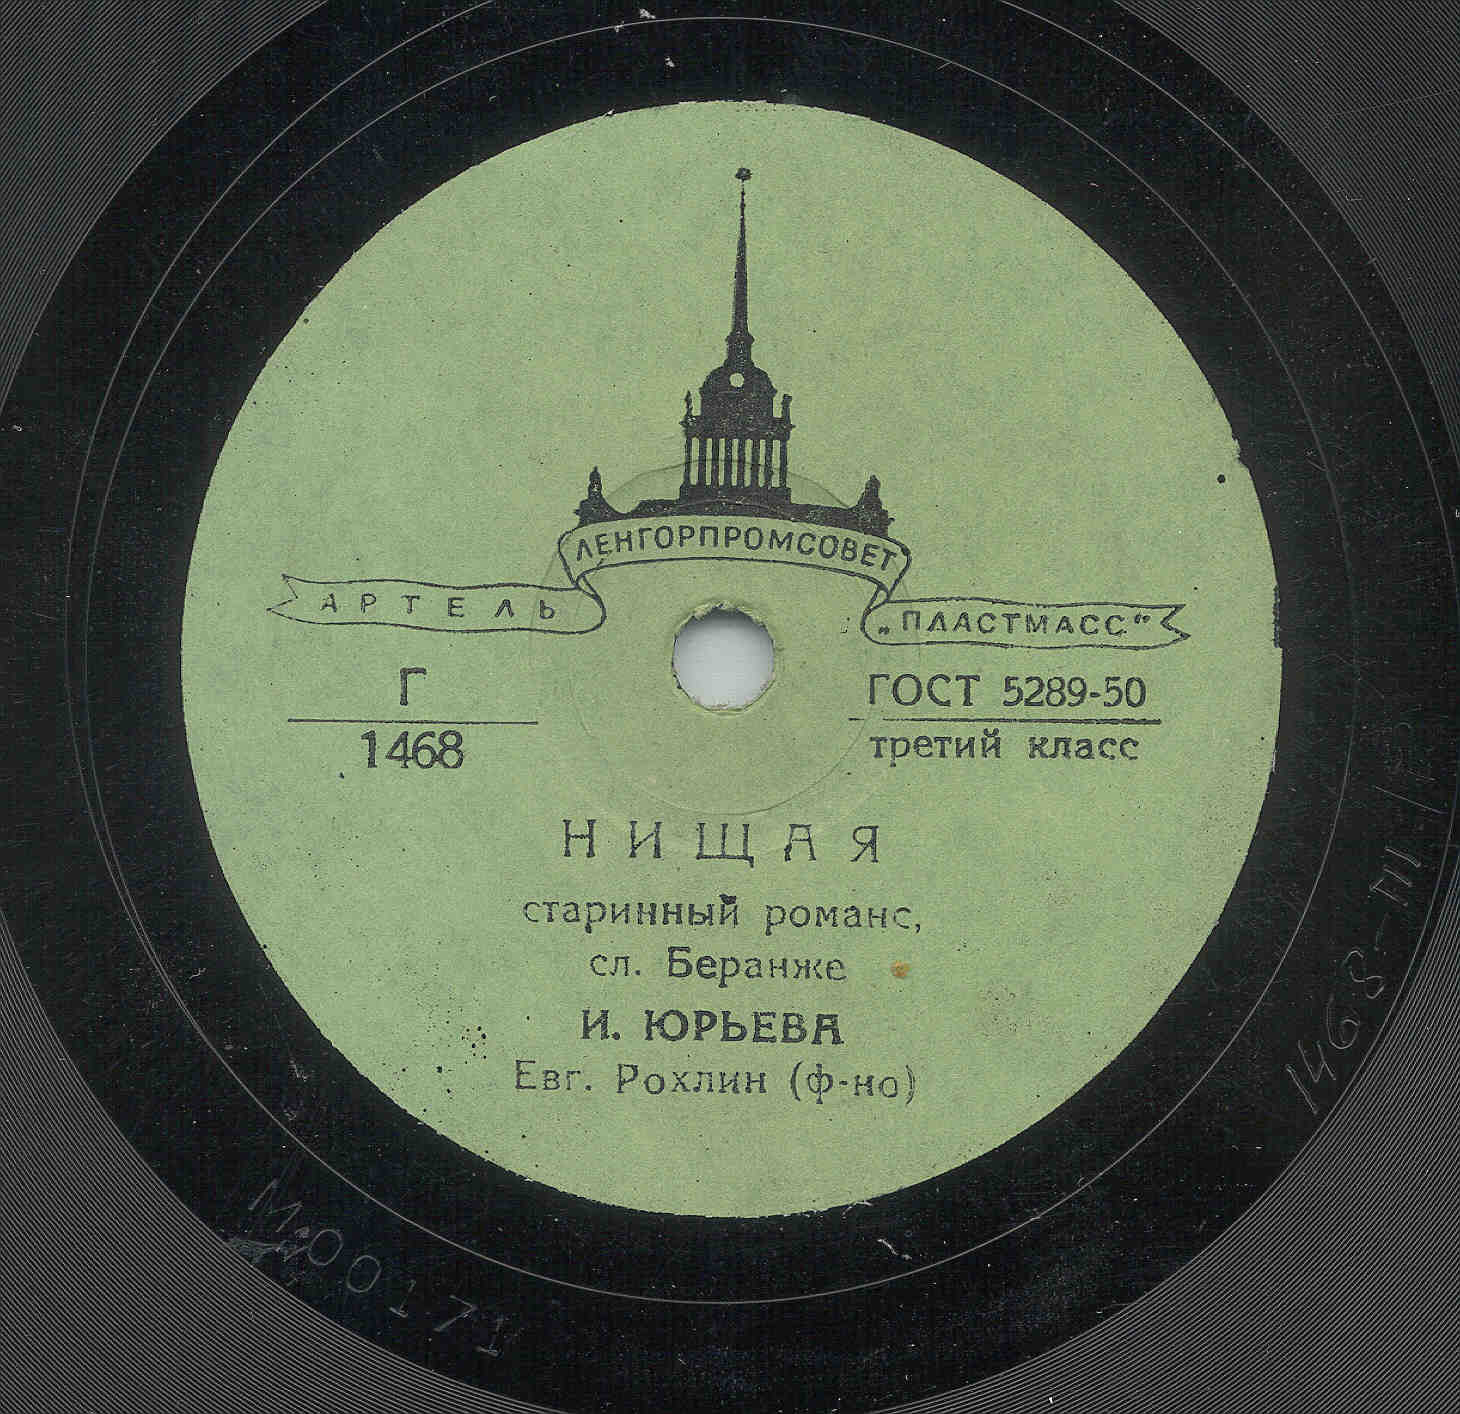 ЛЕНГОРПРОМСОВЕТ
АРТЕЛЬ
„ПЛАСТМАСС“
Г
1468
ГОСТ 5289-50
третий класс
НИЩАЯ
старинный романс,
сл. Беранже
И. ЮРЬЕВА
Евг. Рохлин (ф-но)
М-00171
1468-III